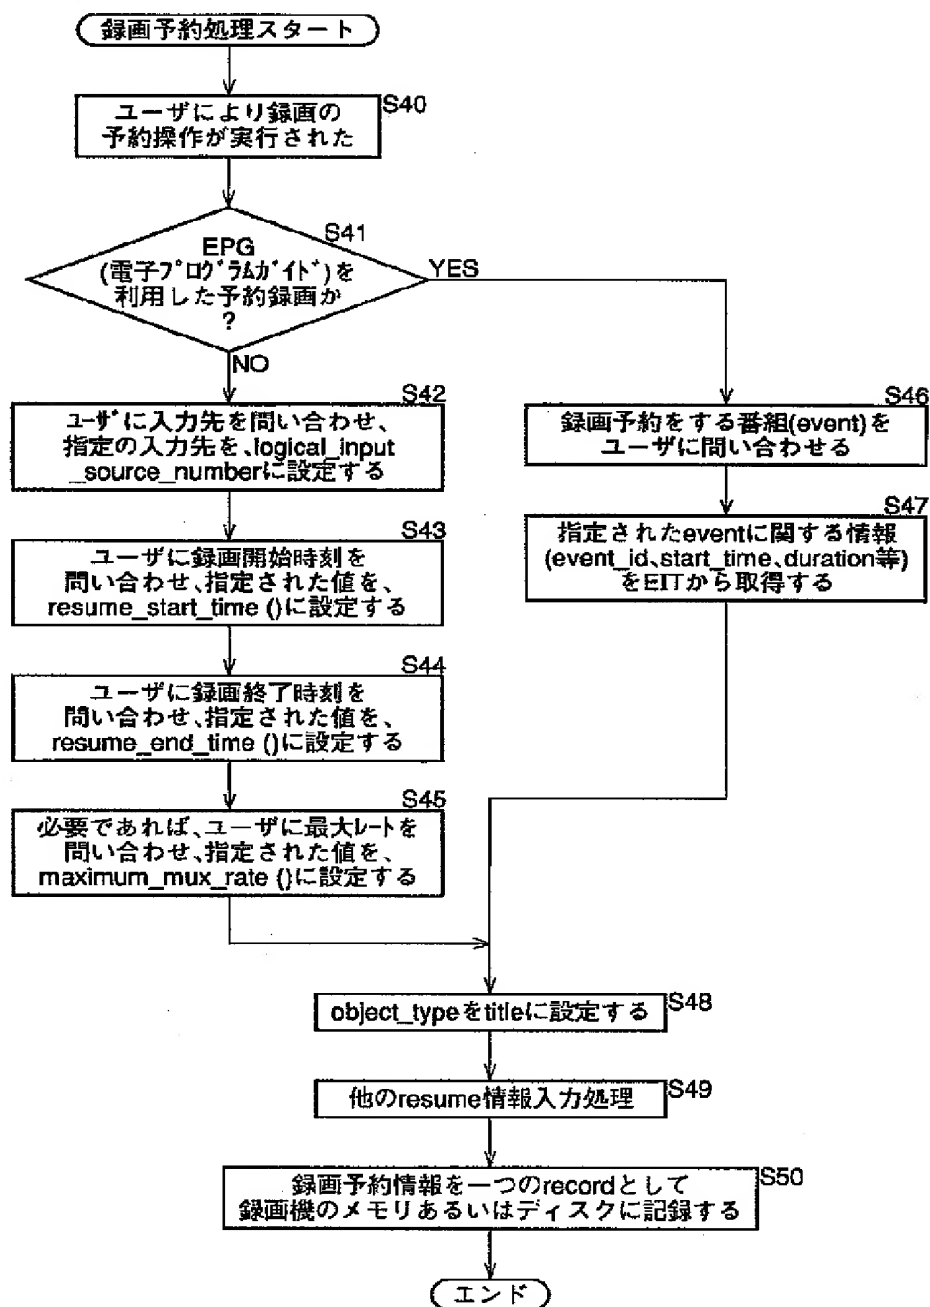 録画予約処理スタート
S40
ユーザにより録画の
予約操作が実行された
S41
EPG
(電子ﾌﾟﾛｸﾞﾗﾑｶﾞｲﾄﾞ)を
利用した予約録画か
?
YES
NO
S42
ﾕｰｻﾞに入力先を問い合わせ、
指定の入力先を、logical_input
_source_numberに設定する
S43
ユーザに録画開始時刻を
問い合わせ、指定された値を、
resume_start_time ()に設定する
S44
ユーザに録画終了時刻を
問い合わせ、指定された値を、
resume_end_time ()に設定する
S45
必要であれば、ユーザに最大ﾚｰﾄを
問い合わせ、指定された値を、
maximum_mux_rate ()に設定する
S46
録画予約をする番組(event)を
ユーザに問い合わせる
S47
指定されたeventに関する情報
(event_id、start_time、duration等)
をEITから取得する
S48
object_typeをtitleに設定する
S49
他のresume情報入力処理
S50
録画予約情報を一つのrecordとして
録画機のメモリあるいはディスクに記録する
エンド